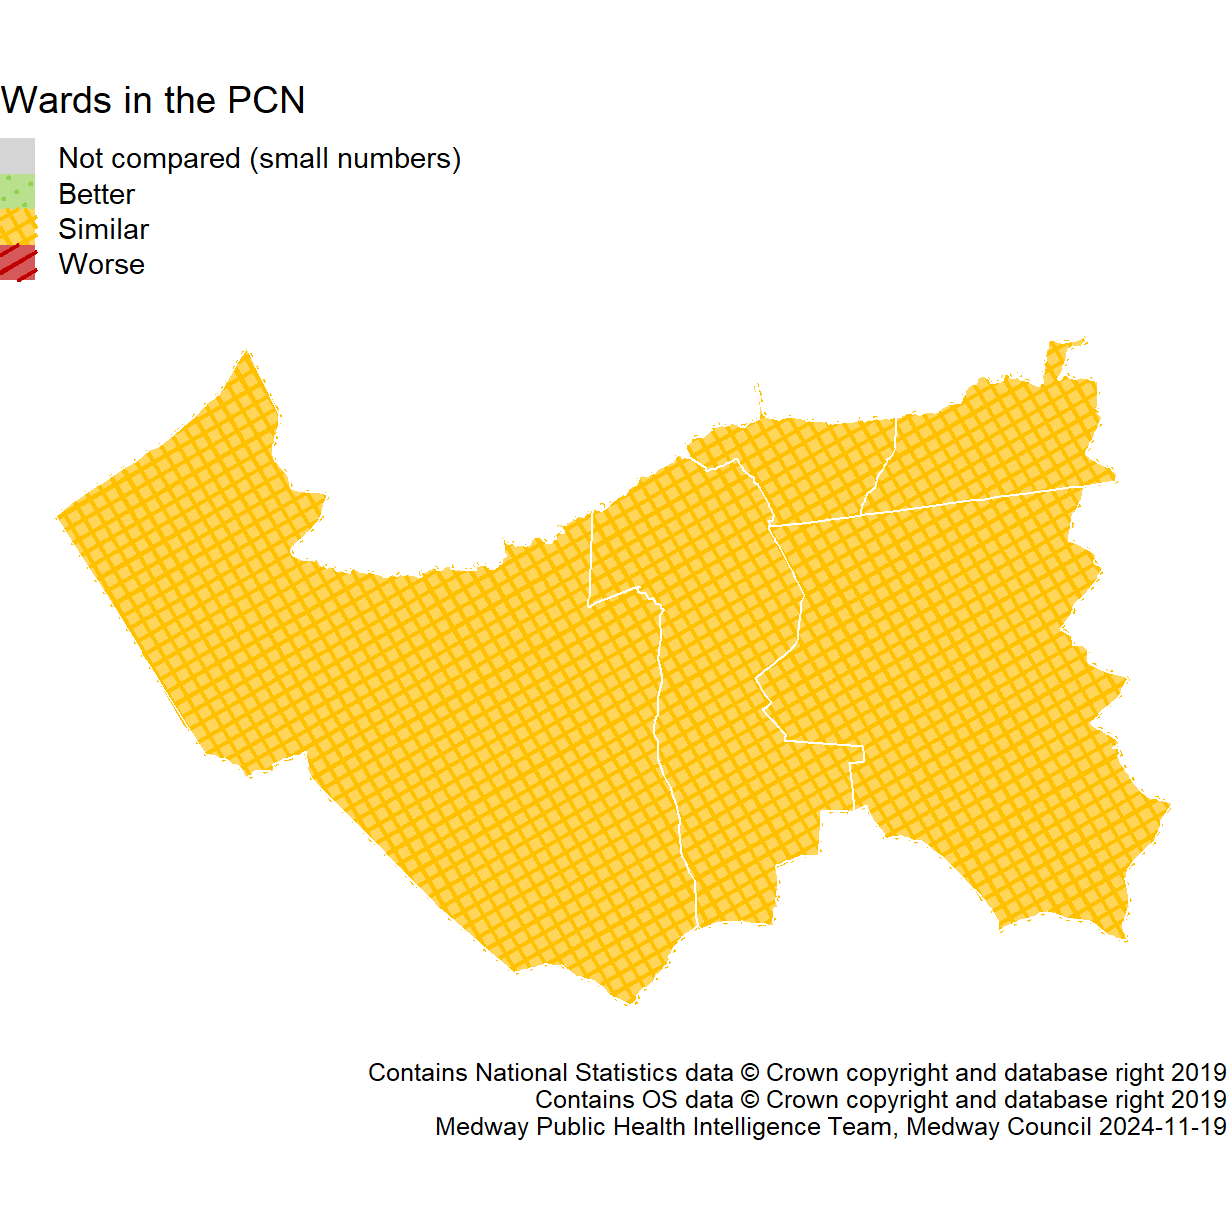 Wards in the PCN
Not compared (small numbers)
Better
Similar
Worse
Contains National Statistics data © Crown copyright and database right 2019
Contains OS data © Crown copyright and database right 2019
Medway Public Health Intelligence Team, Medway Council 2024-11-19